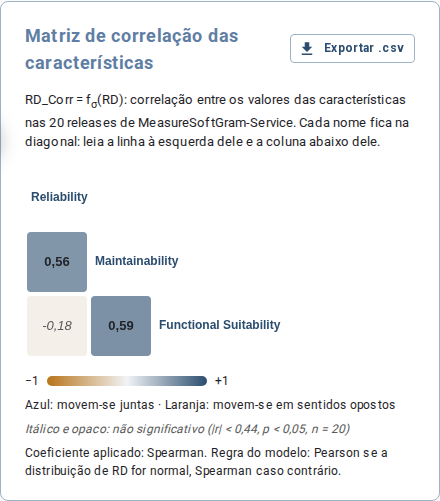 Matriz de correlação das
características
Exportar .csv
RD_Corr = fσ(RD): correlação entre os valores das características
nas 20 releases de MeasureSoftGram-Service. Cada nome fica na
diagonal: leia a linha à esquerda dele e a coluna abaixo dele.
Reliability
0,56
Maintainability
-0,18
0,59
Functional Suitability
−1
+1
Azul: movem-se juntas · Laranja: movem-se em sentidos opostos
Itálico e opaco: não significativo (|r| < 0,44, p < 0,05, n = 20)
Coeficiente aplicado: Spearman. Regra do modelo: Pearson se a
distribuição de RD for normal, Spearman caso contrário.